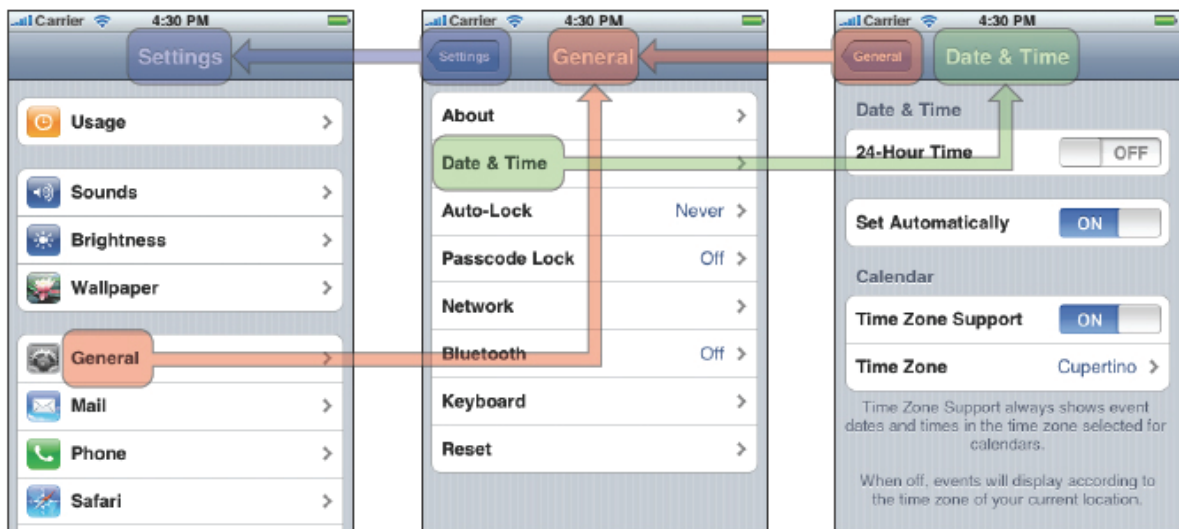 Carrier 4:30 PM
Settings
Usage
Sounds
Brightness
Wallpaper
General
Mail
Phone
Safari
Carrier 4:30 PM
Settings General
About
Date & Time
Auto-Lock Never
Passcode Lock Off
Network
Bluetooth Off
Keyboard
Reset
Carrier 4:30 PM
General Date & Time
Date & Time
24-Hour Time OFF
Set Automatically ON
Calendar
Time Zone Support ON
Time Zone Cupertino
Time Zone Support always shows event
dates and times in the time zone selected for
calendars.
When off, events will display according to
the time zone of your current location.